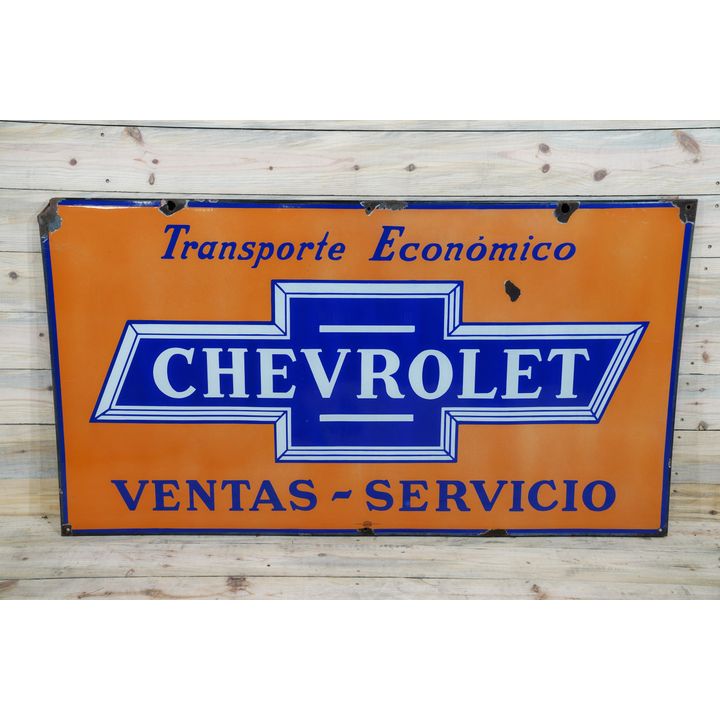 Transporte Económico
CHEVROLET
VENTAS ~ SERVICIO